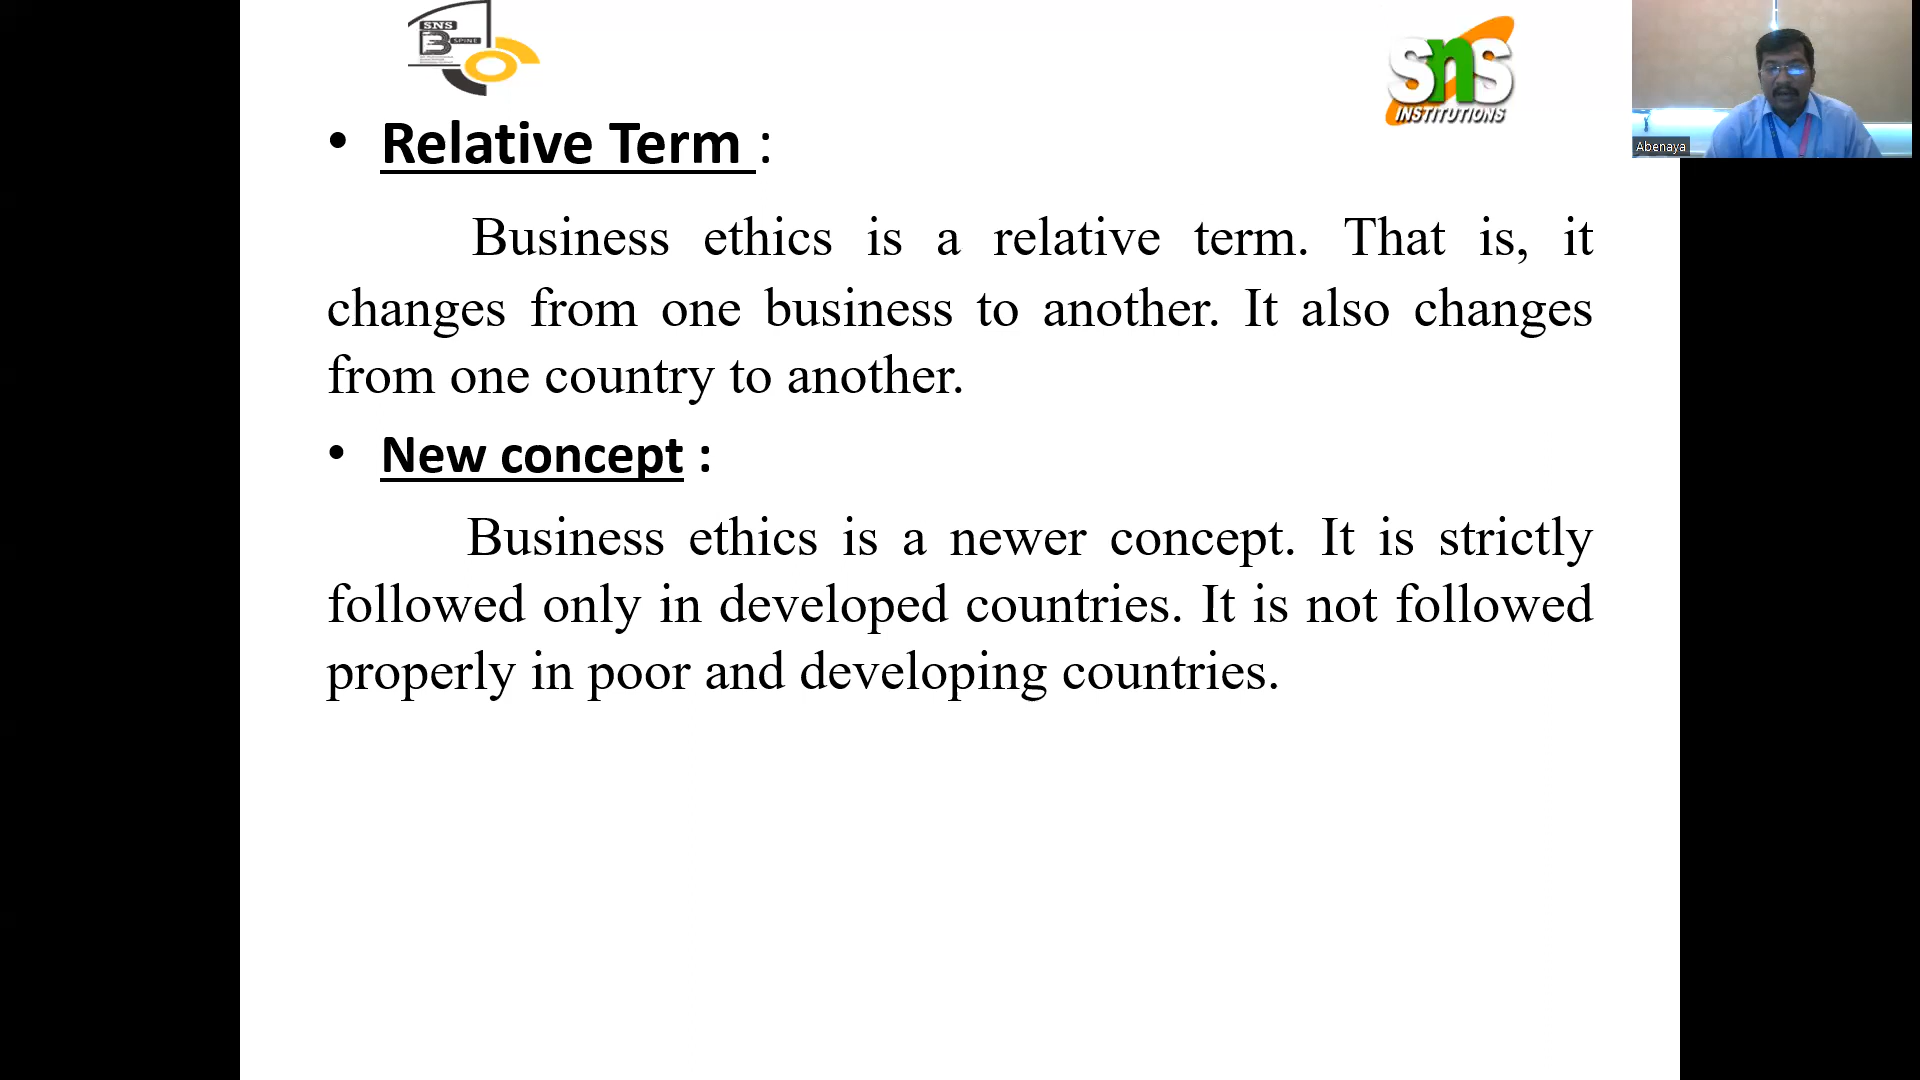 SNS
B SPINE
SNS
INSTITUTIONS
Abenaya
• Relative Term :
Business ethics is a relative term. That is, it
changes from one business to another. It also changes
from one country to another.
• New concept :
Business ethics is a newer concept. It is strictly
followed only in developed countries. It is not followed
properly in poor and developing countries.